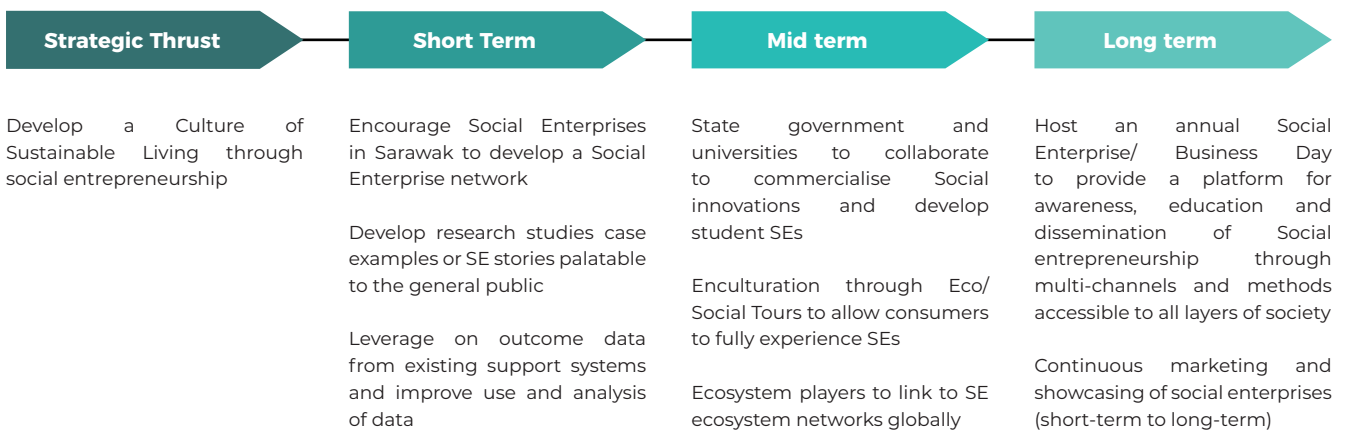 Strategic Thrust
Short Term
Mid term
Long term
Develop a Culture of
Sustainable Living through
social entrepreneurship
Encourage Social Enterprises
in Sarawak to develop a Social
Enterprise network
Develop research studies case
examples or SE stories palatable
to the general public
Leverage on outcome data
from existing support systems
and improve use and analysis
of data
State government and
universities to collaborate
to commercialise Social
innovations and develop
student SEs
Enculturation through Eco/
Social Tours to allow consumers
to fully experience SEs
Ecosystem players to link to SE
ecosystem networks globally
Host an annual Social
Enterprise/ Business Day
to provide a platform for
awareness, education and
dissemination of Social
entrepreneurship through
multi-channels and methods
accessible to all layers of society
Continuous marketing and
showcasing of social enterprises
(short-term to long-term)